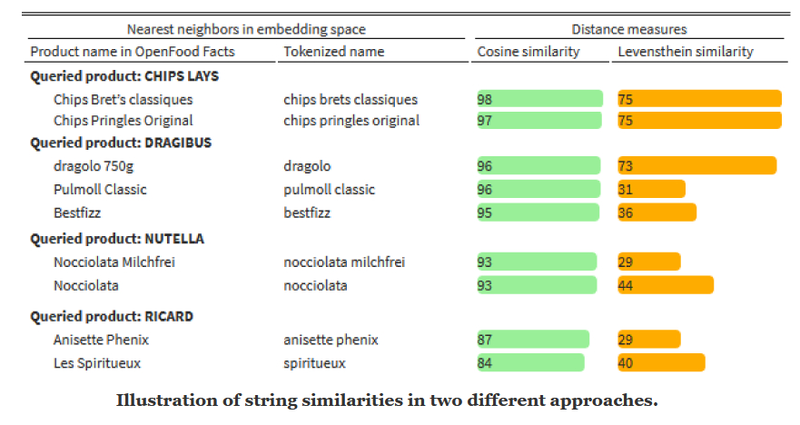 Nearest neighbors in embedding space Distance measures
Product name in OpenFood Facts Tokenized name Cosine similarity Levensthein similarity
Queried product: CHIPS LAYS
Chips Bret's classiques chips brets classiques 98 75
Chips Pringles Original chips pringles original 97 75
Queried product: DRAGIBUS
dragolo 750g dragolo 96 73
Pulmoll Classic pulmoll classic 96 31
Bestfizz bestfizz 95 36
Queried product: NUTELLA
Nocciolata Milchfrei nocciolata milchfrei 93 29
Nocciolata nocciolata 93 44
Queried product: RICARD
Anisette Phenix anisette phenix 87 29
Les Spiritueux spiritueux 84 40
Illustration of string similarities in two different approaches.